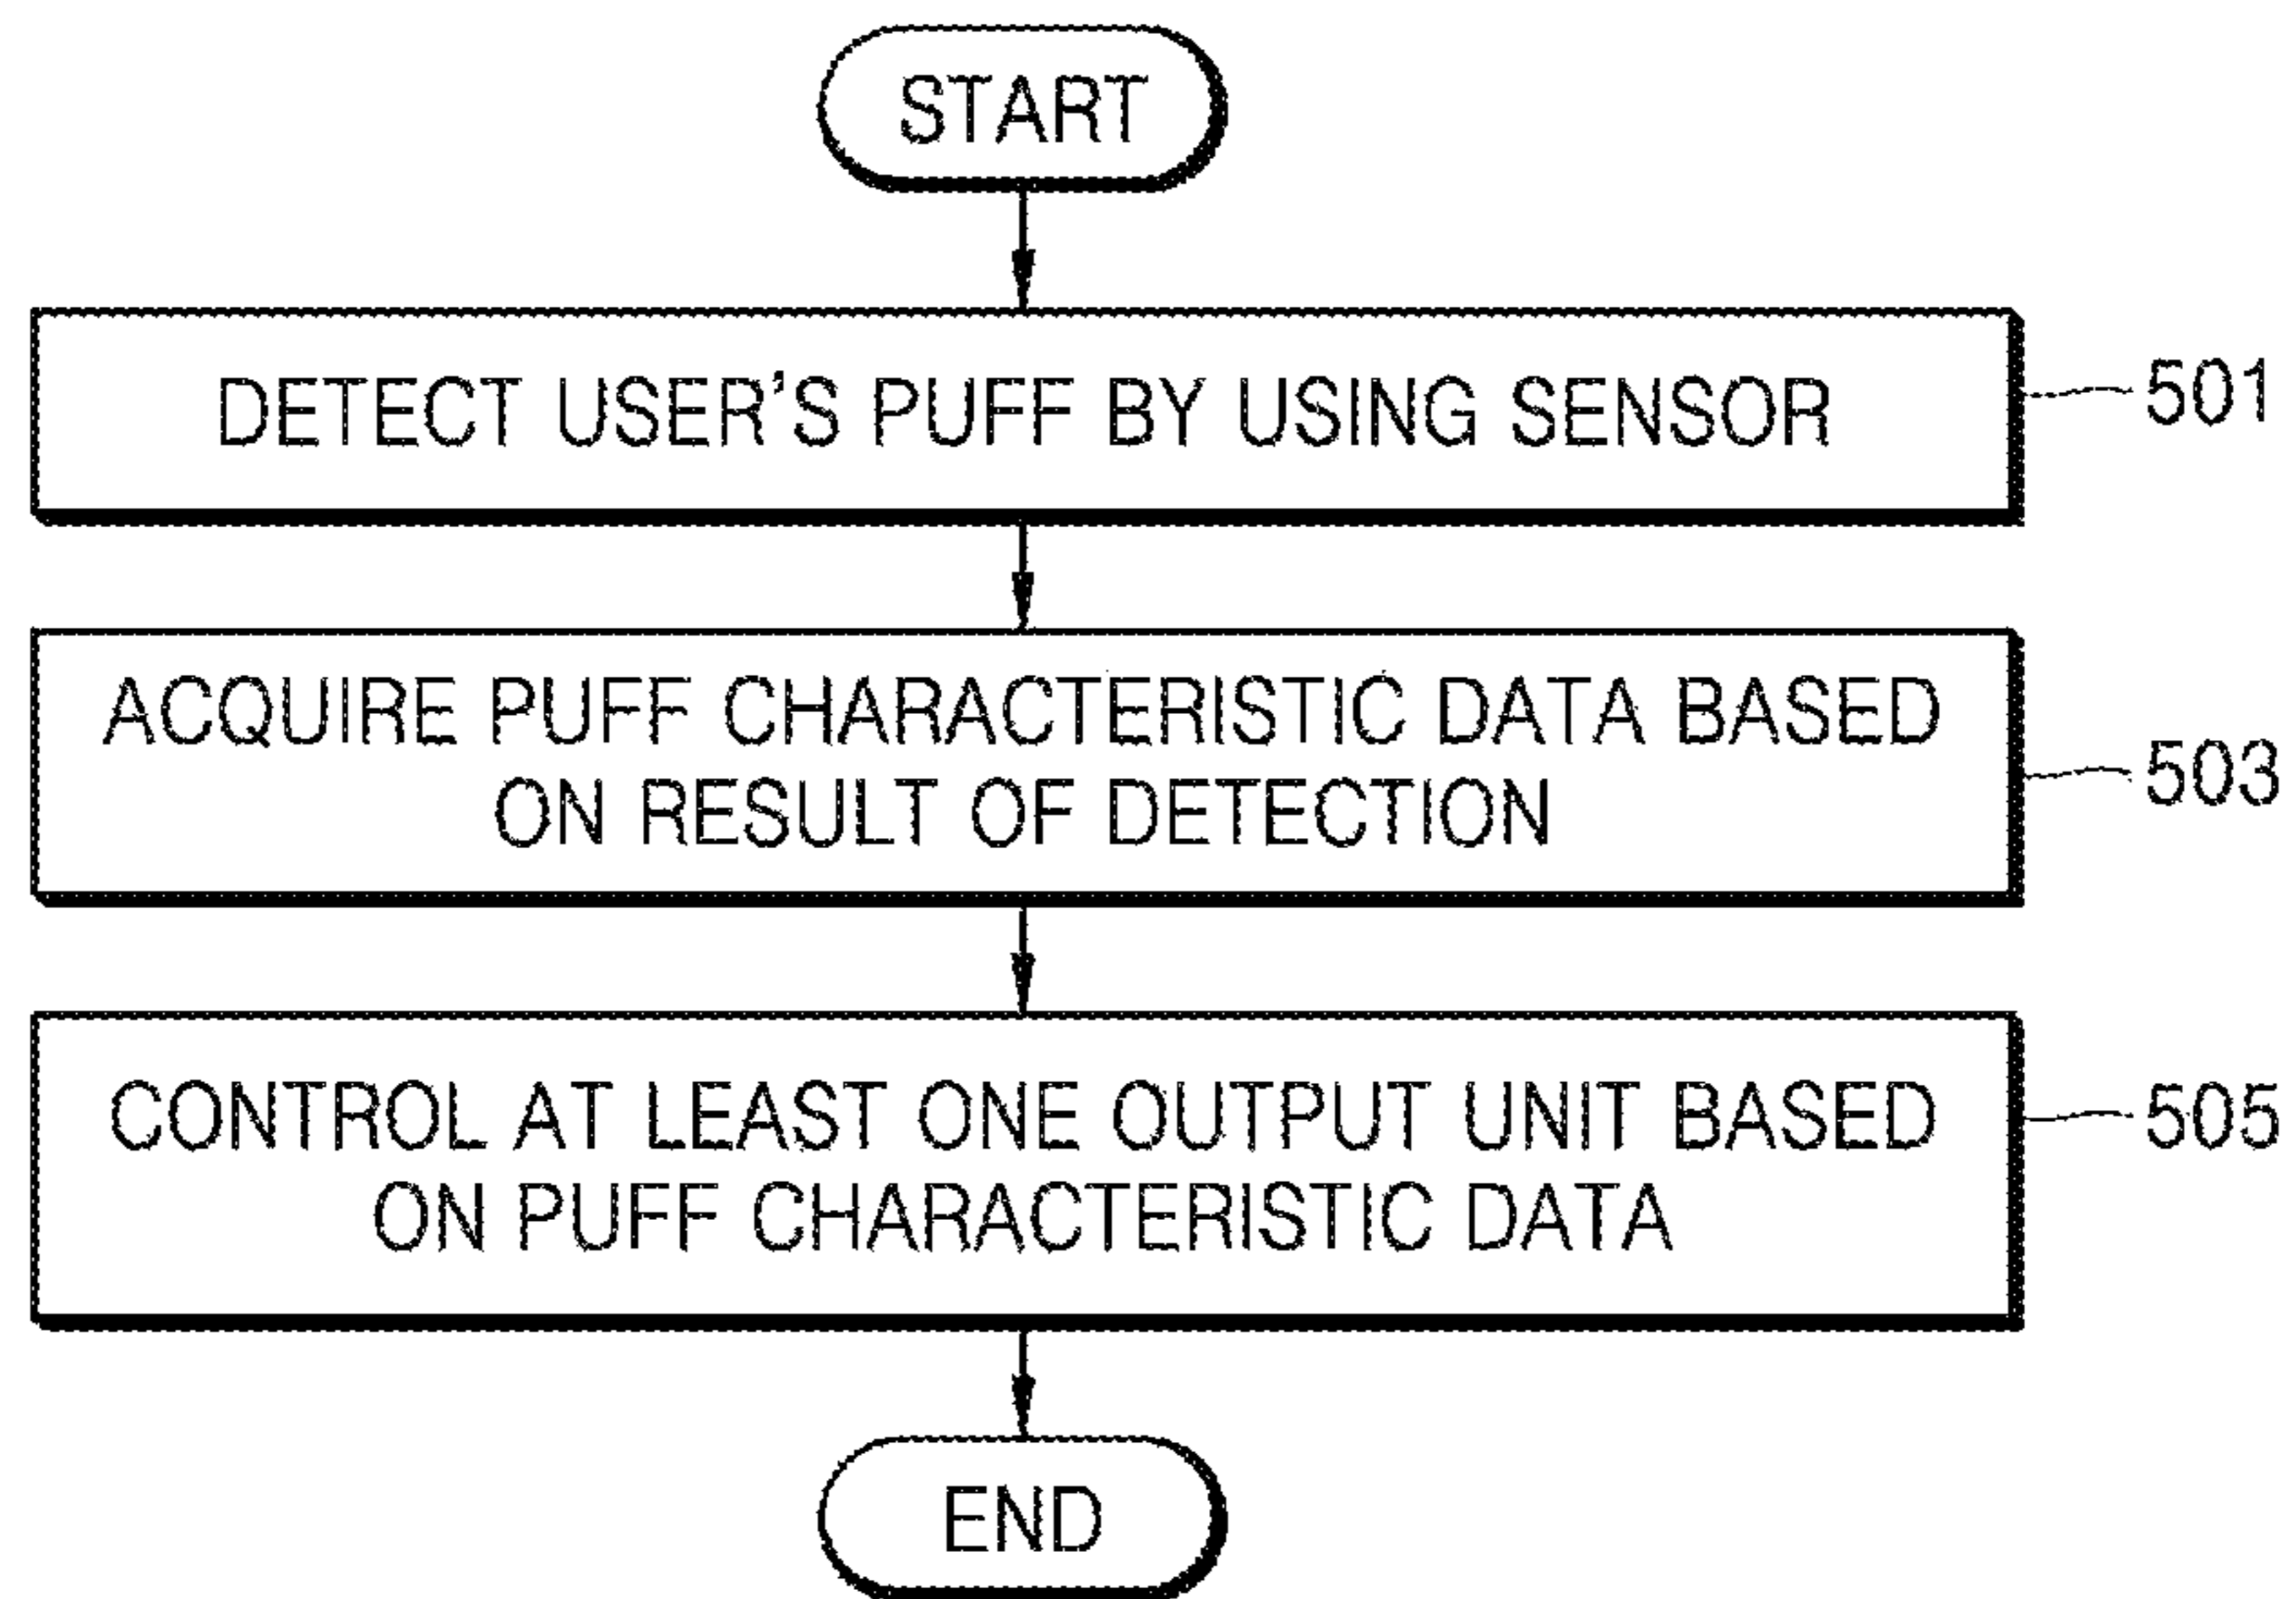 START
DETECT USER'S PUFF BY USING SENSOR
501
ACQUIRE PUFF CHARACTERISTIC DATA BASED
ON RESULT OF DETECTION
503
CONTROL AT LEAST ONE OUTPUT UNIT BASED
ON PUFF CHARACTERISTIC DATA
505
END